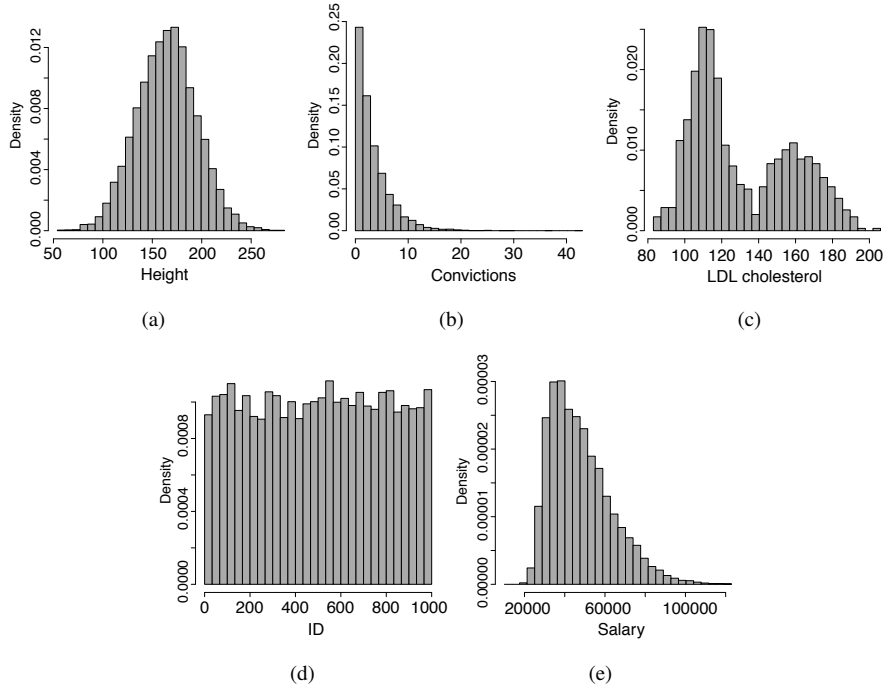 Density
0.000 0.004 0.008 0.012
50 100 150 200 250
Height
(a)
Density
0.00 0.05 0.10 0.15 0.20 0.25
0 10 20 30 40
Convictions
(b)
Density
0.000 0.010 0.020
80 100 120 140 160 180 200
LDL cholesterol
(c)
Density
0.0000 0.0004 0.0008
0 200 400 600 800 1000
ID
(d)
Density
0.00000 0.00001 0.00002 0.00003
20000 60000 100000
Salary
(e)